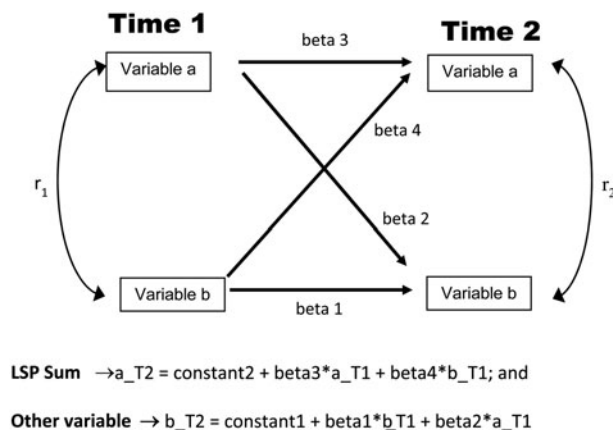 Time 1
Time 2
beta 3
Variable a
Variable a
beta 4
r1
r2
beta 2
Variable b
Variable b
beta 1
LSP Sum →a_T2 = constant2 + beta3*a_T1 + beta4*b_T1; and
Other variable → b_T2 = constant1 + beta1*b_T1 + beta2*a_T1